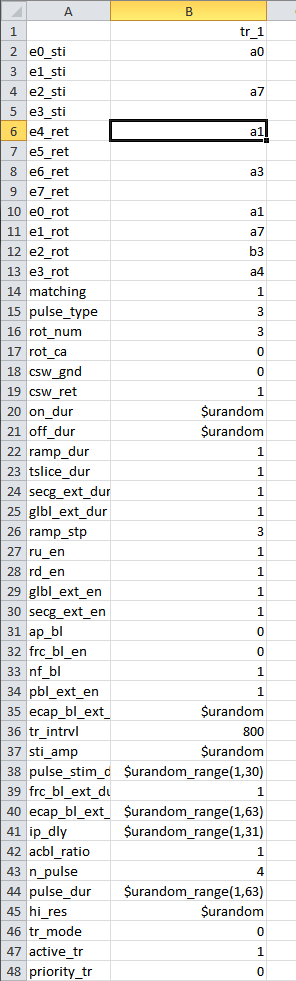 A B
1 tr_1
2 e0_sti a0
3 e1_sti
4 e2_sti a7
5 e3_sti
6 e4_ret a1
7 e5_ret
8 e6_ret a3
9 e7_ret
10 e0_rot a1
11 e1_rot a7
12 e2_rot b3
13 e3_rot a4
14 matching 1
15 pulse_type 3
16 rot_num 3
17 rot_ca 0
18 csw_gnd 0
19 csw_ret 1
20 on_dur $urandom
21 off_dur $urandom
22 ramp_dur 1
23 tslice_dur 1
24 secg_ext_dur 1
25 glbl_ext_dur 1
26 ramp_stp 3
27 ru_en 1
28 rd_en 1
29 glbl_ext_en 1
30 secg_ext_en 1
31 ap_bl 0
32 frc_bl_en 0
33 nf_bl 1
34 pbl_ext_en 1
35 ecap_bl_ext_ $urandom
36 tr_intrvl 800
37 sti_amp $urandom
38 pulse_stim_d $urandom_range(1,30)
39 frc_bl_ext_du 1
40 ecap_bl_ext_ $urandom_range(1,63)
41 ip_dly $urandom_range(1,31)
42 acbl_ratio 1
43 n_pulse 4
44 pulse_dur $urandom_range(1,63)
45 hi_res $urandom
46 tr_mode 0
47 active_tr 1
48 priority_tr 0